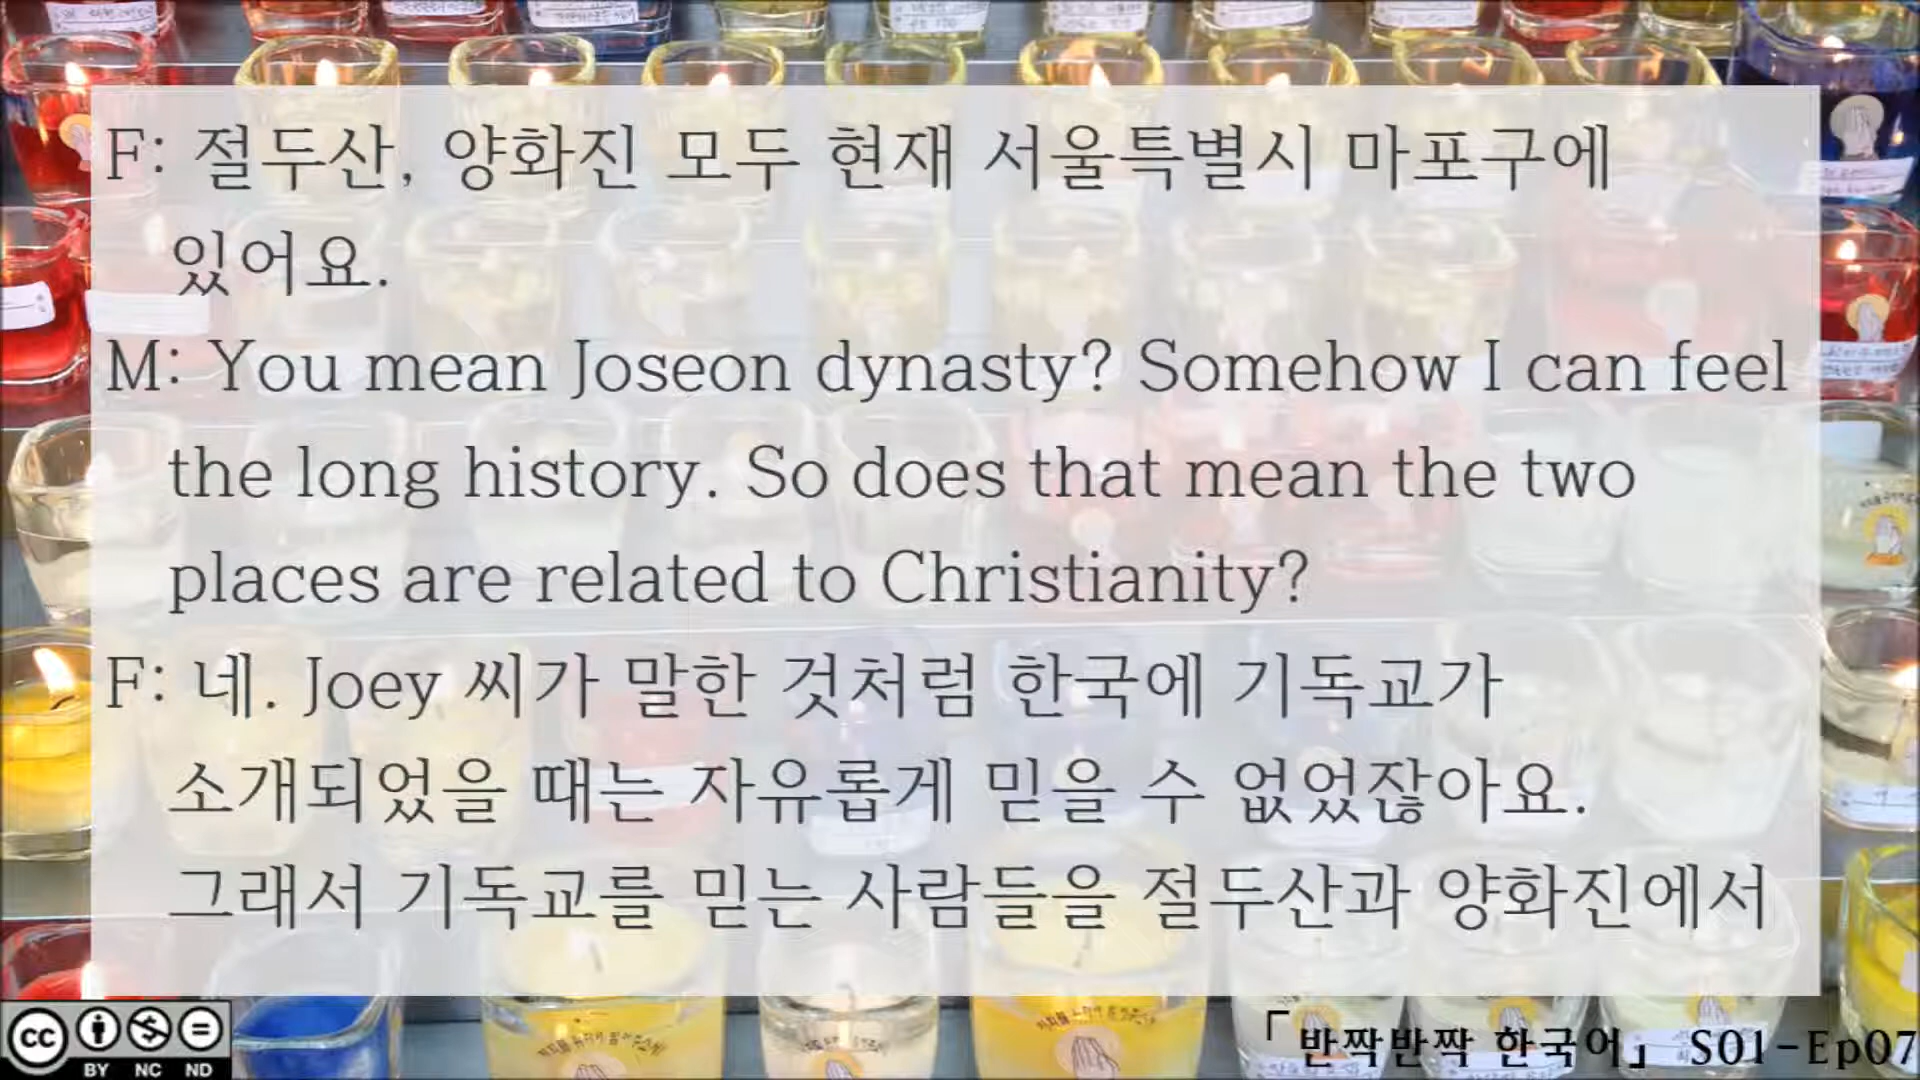 F: 절두산, 양화진 모두 현재 서울특별시 마포구에
있어요.
M: You mean Joseon dynasty? Somehow I can feel
the long history. So does that mean the two
places are related to Christianity?
F: 네. Joey 씨가 말한 것처럼 한국에 기독교가
소개되었을 때는 자유롭게 믿을 수 없었잖아요.
그래서 기독교를 믿는 사람들을 절두산과 양화진에서
cc BY NC ND
「반짝반짝 한국어」 S01-Ep07